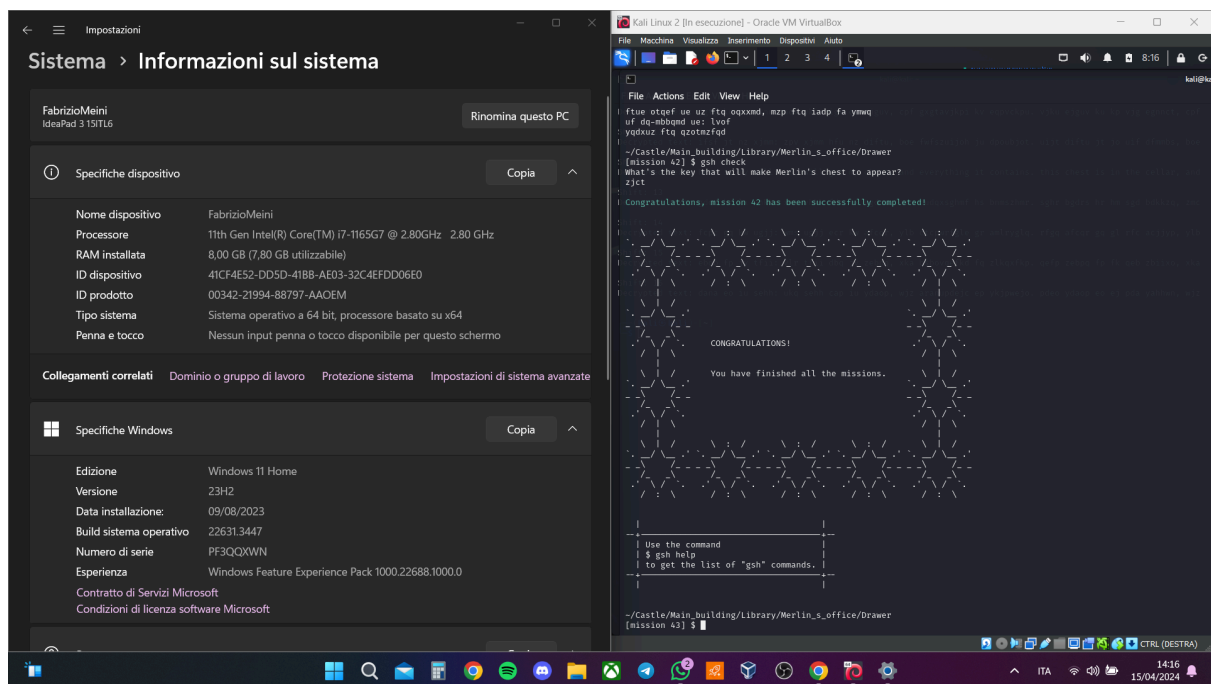 Impostazioni
Sistema > Informazioni sul sistema
FabrizioMeini
IdeaPad 3 15ITL6
Rinomina questo PC
Specifiche dispositivo
Copia
Nome dispositivo FabrizioMeini
Processore 11th Gen Intel(R) Core(TM) i7-1165G7 @ 2.80GHz 2.80 GHz
RAM installata 8,00 GB (7,80 GB utilizzabile)
ID dispositivo 41CF4E52-DD5D-41BB-AE03-32C4EFDD06E0
ID prodotto 00342-21994-88797-AAOEM
Tipo sistema Sistema operativo a 64 bit, processore basato su x64
Penna e tocco Nessun input penna o tocco disponibile per questo schermo
Collegamenti correlati Dominio o gruppo di lavoro Protezione sistema Impostazioni di sistema avanzate
Specifiche Windows
Copia
Edizione Windows 11 Home
Versione 23H2
Data installazione: 09/08/2023
Build sistema operativo 22631.3447
Numero di serie PF3QQXWN
Esperienza Windows Feature Experience Pack 1000.22688.1000.0
Contratto di Servizi Microsoft
Condizioni di licenza software Microsoft
Kali Linux 2 [In esecuzione] - Oracle VM VirtualBox
File Macchina Visualizza Inserimento Dispositivi Aiuto
1 2 3 4
8:16
File Actions Edit View Help
ftue otqef ue uz ftq oqxxmd, mzp ftq iadp fa ymwq
uf dq-mbbqmd ue: lvof
yqdxuz ftq qzotmzfqd
~/Castle/Main_building/Library/Merlin_s_office/Drawer
[mission 42] $ gsh check
What's the key that will make Merlin's chest to appear?
zjct
Congratulations, mission 42 has been successfully completed!
CONGRATULATIONS!
You have finished all the missions.
Use the command
$ gsh help
to get the list of "gsh" commands.
~/Castle/Main_building/Library/Merlin_s_office/Drawer
[mission 43] $
CTRL (DESTRA)
ITA
14:16
15/04/2024